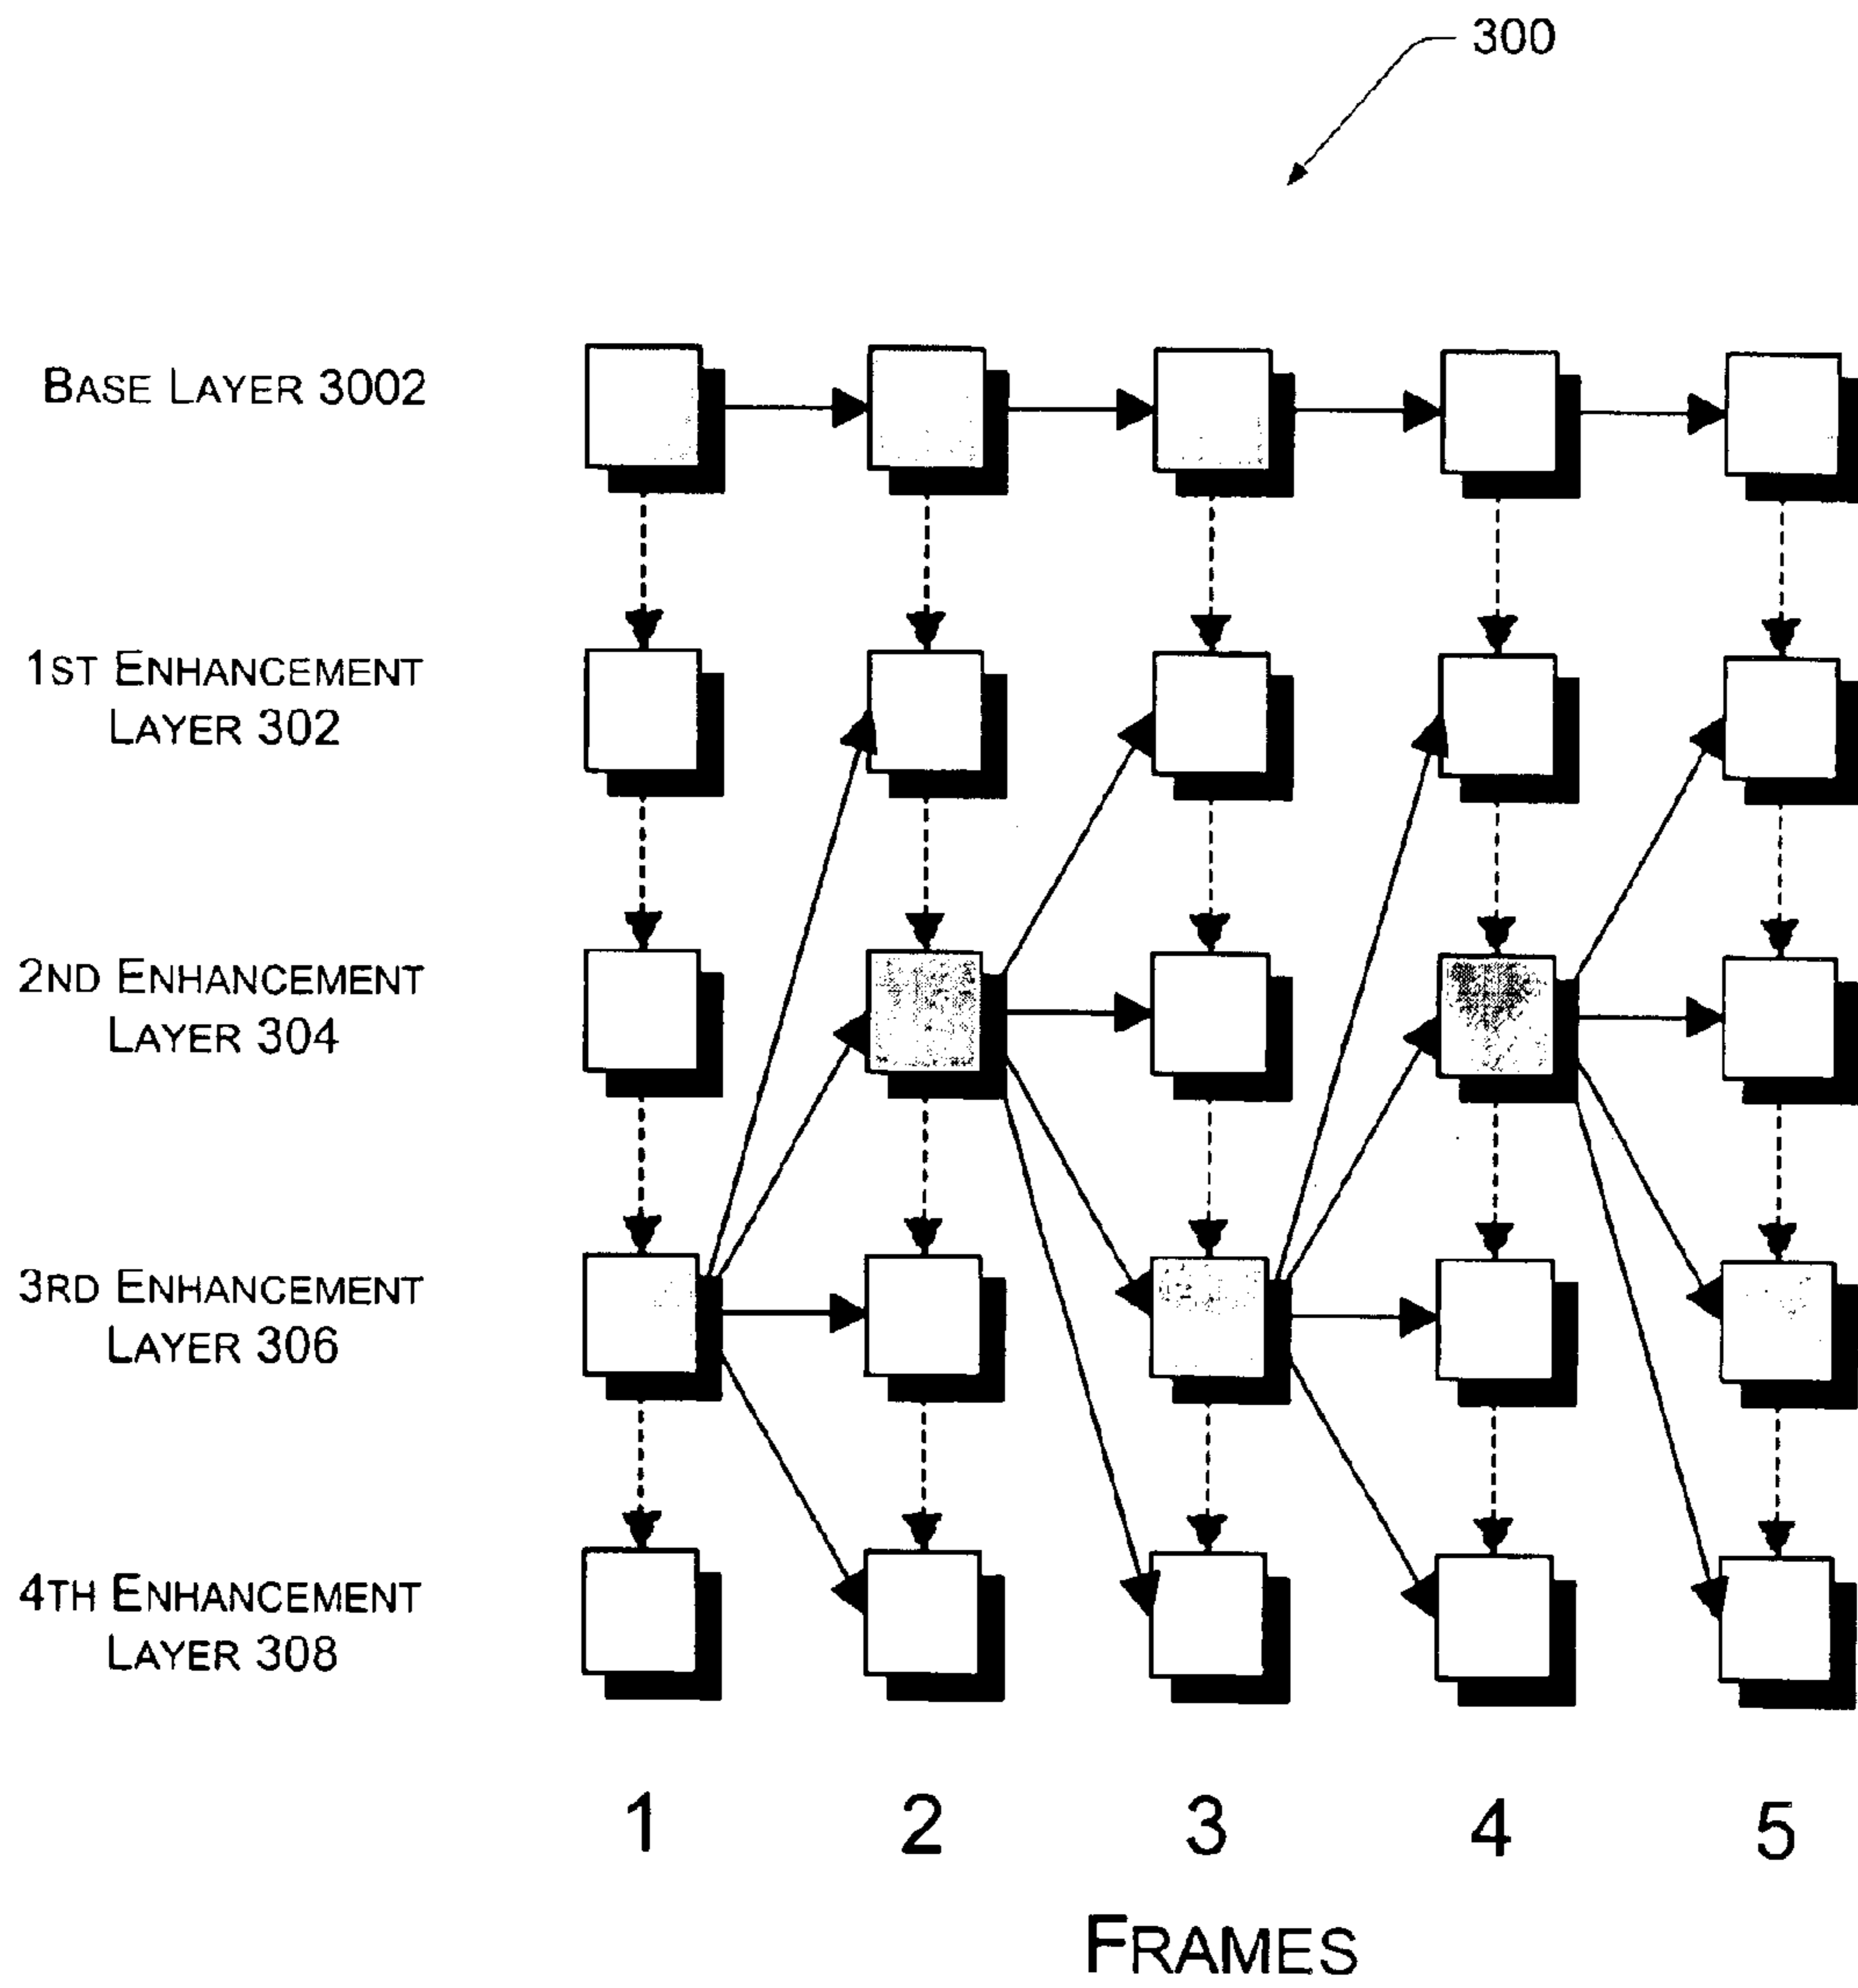 300
BASE LAYER 3002
1ST ENHANCEMENT
LAYER 302
2ND ENHANCEMENT
LAYER 304
3RD ENHANCEMENT
LAYER 306
4TH ENHANCEMENT
LAYER 308
1 2 3 4 5
FRAMES